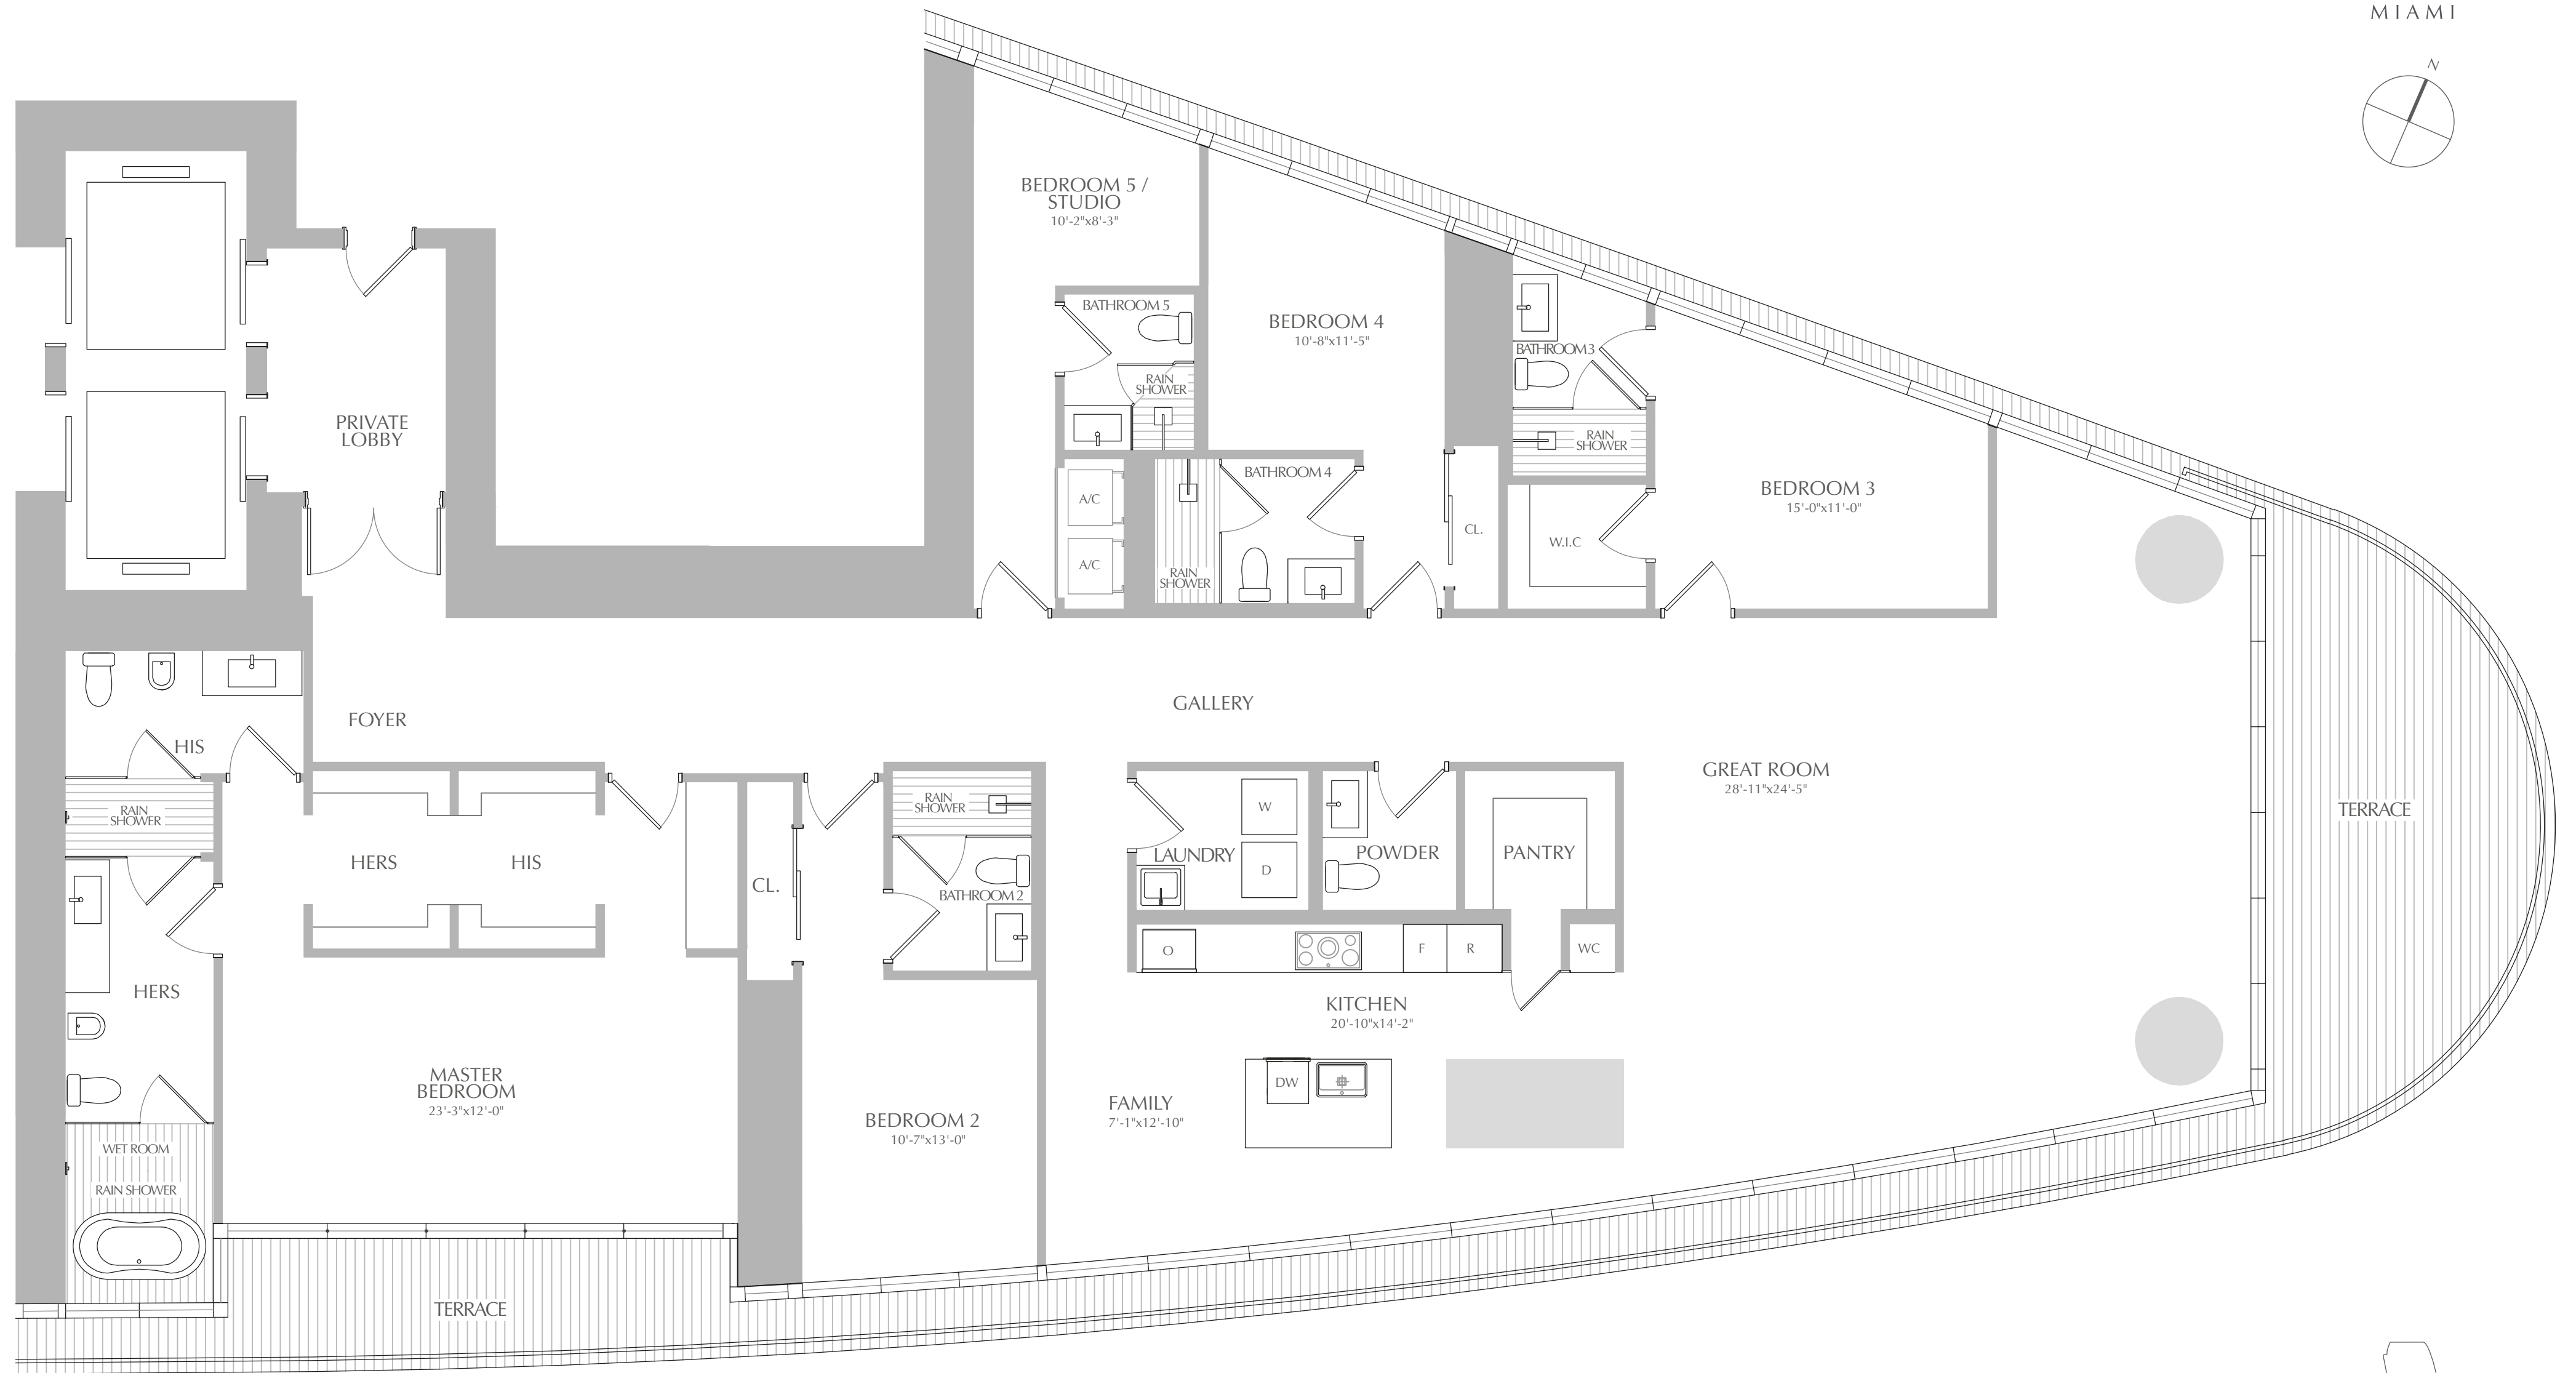 MIAMI
N
BEDROOM 5 /
STUDIO
10'-2"x8'-3"
BATHROOM 5
RAIN
SHOWER
BEDROOM 4
10'-8"x11'-5"
BATHROOM3
RAIN
SHOWER
PRIVATE
LOBBY
A/C
A/C
BATHROOM 4
RAIN
SHOWER
CL.
W.I.C
BEDROOM 3
15'-0"x11'-0"
FOYER
GALLERY
HIS
RAIN
SHOWER
HERS
HIS
CL.
RAIN
SHOWER
BATHROOM 2
LAUNDRY
W
D
POWDER
PANTRY
GREAT ROOM
28'-11"x24'-5"
TERRACE
O
F
R
WC
HERS
KITCHEN
20'-10"x14'-2"
MASTER
BEDROOM
23'-3"x12'-0"
BEDROOM 2
10'-7"x13'-0"
FAMILY
7'-1"x12'-10"
DW
WET ROOM
RAIN SHOWER
TERRACE